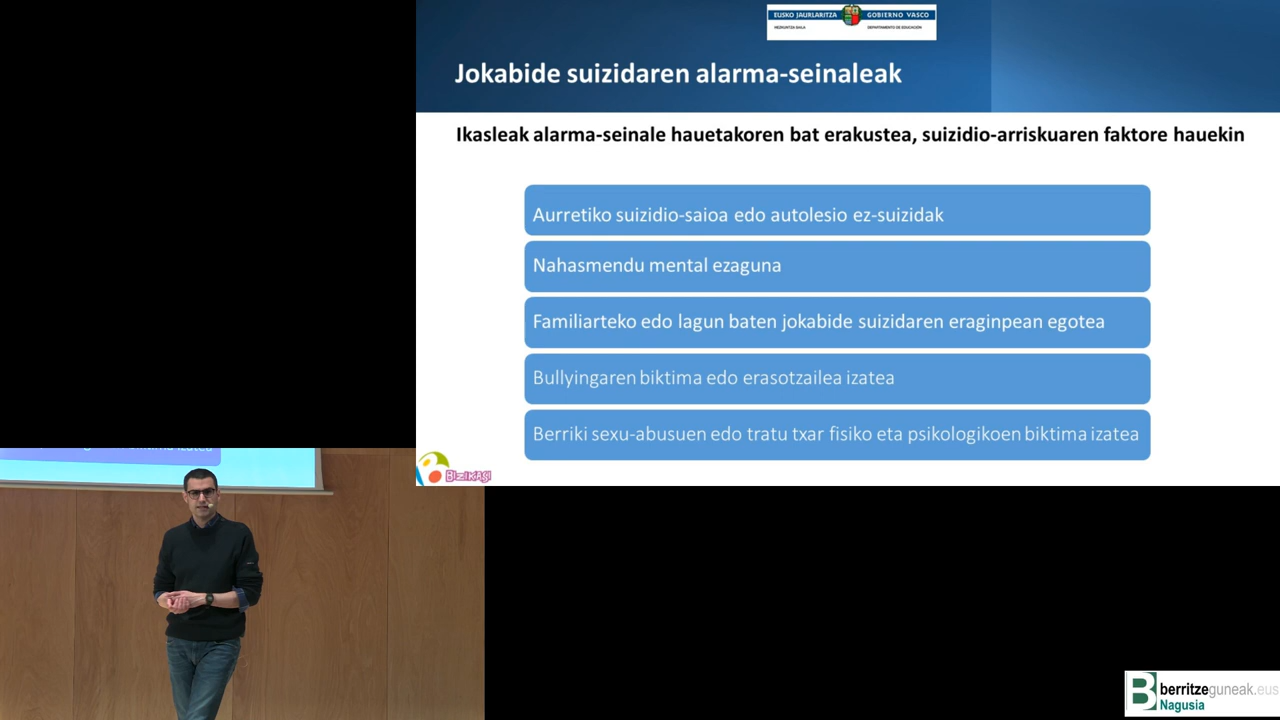 EUSKO JAURLARITZA
GOBIERNO VASCO
HEZKUNTZA SAILA
DEPARTAMENTO DE EDUCACIÓN
Jokabide suizidaren alarma-seinaleak
Ikasleak alarma-seinale hauetakoren bat erakustea, suizidio-arriskuaren faktore hauekin
Aurretiko suizidio-saioa edo autolesio ez-suizidak
Nahasmendu mental ezaguna
Familiarteko edo lagun baten jokabide suizidaren eraginpean egotea
Bullyingaren biktima edo erasotzailea izatea
Berriki sexu-abusuen edo tratu txar fisiko eta psikologikoen biktima izatea
BIZIKASI
izatea
B berritzeguneak.eus
Nagusia